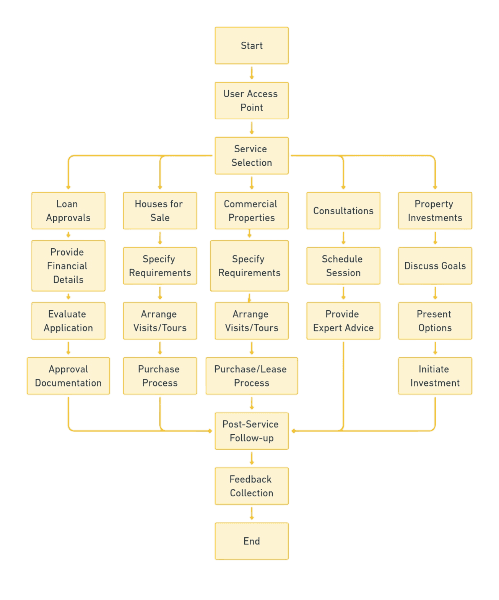 Start
User Access
Point
Service
Selection
Loan
Approvals
Houses for
Sale
Commercial
Properties
Consultations
Property
Investments
Provide
Financial
Details
Specify
Requirements
Specify
Requirements
Schedule
Session
Discuss Goals
Evaluate
Application
Arrange
Visits/Tours
Arrange
Visits/Tours
Provide
Expert Advice
Present
Options
Approval
Documentation
Purchase
Process
Purchase/Lease
Process
Initiate
Investment
Post-Service
Follow-up
Feedback
Collection
End